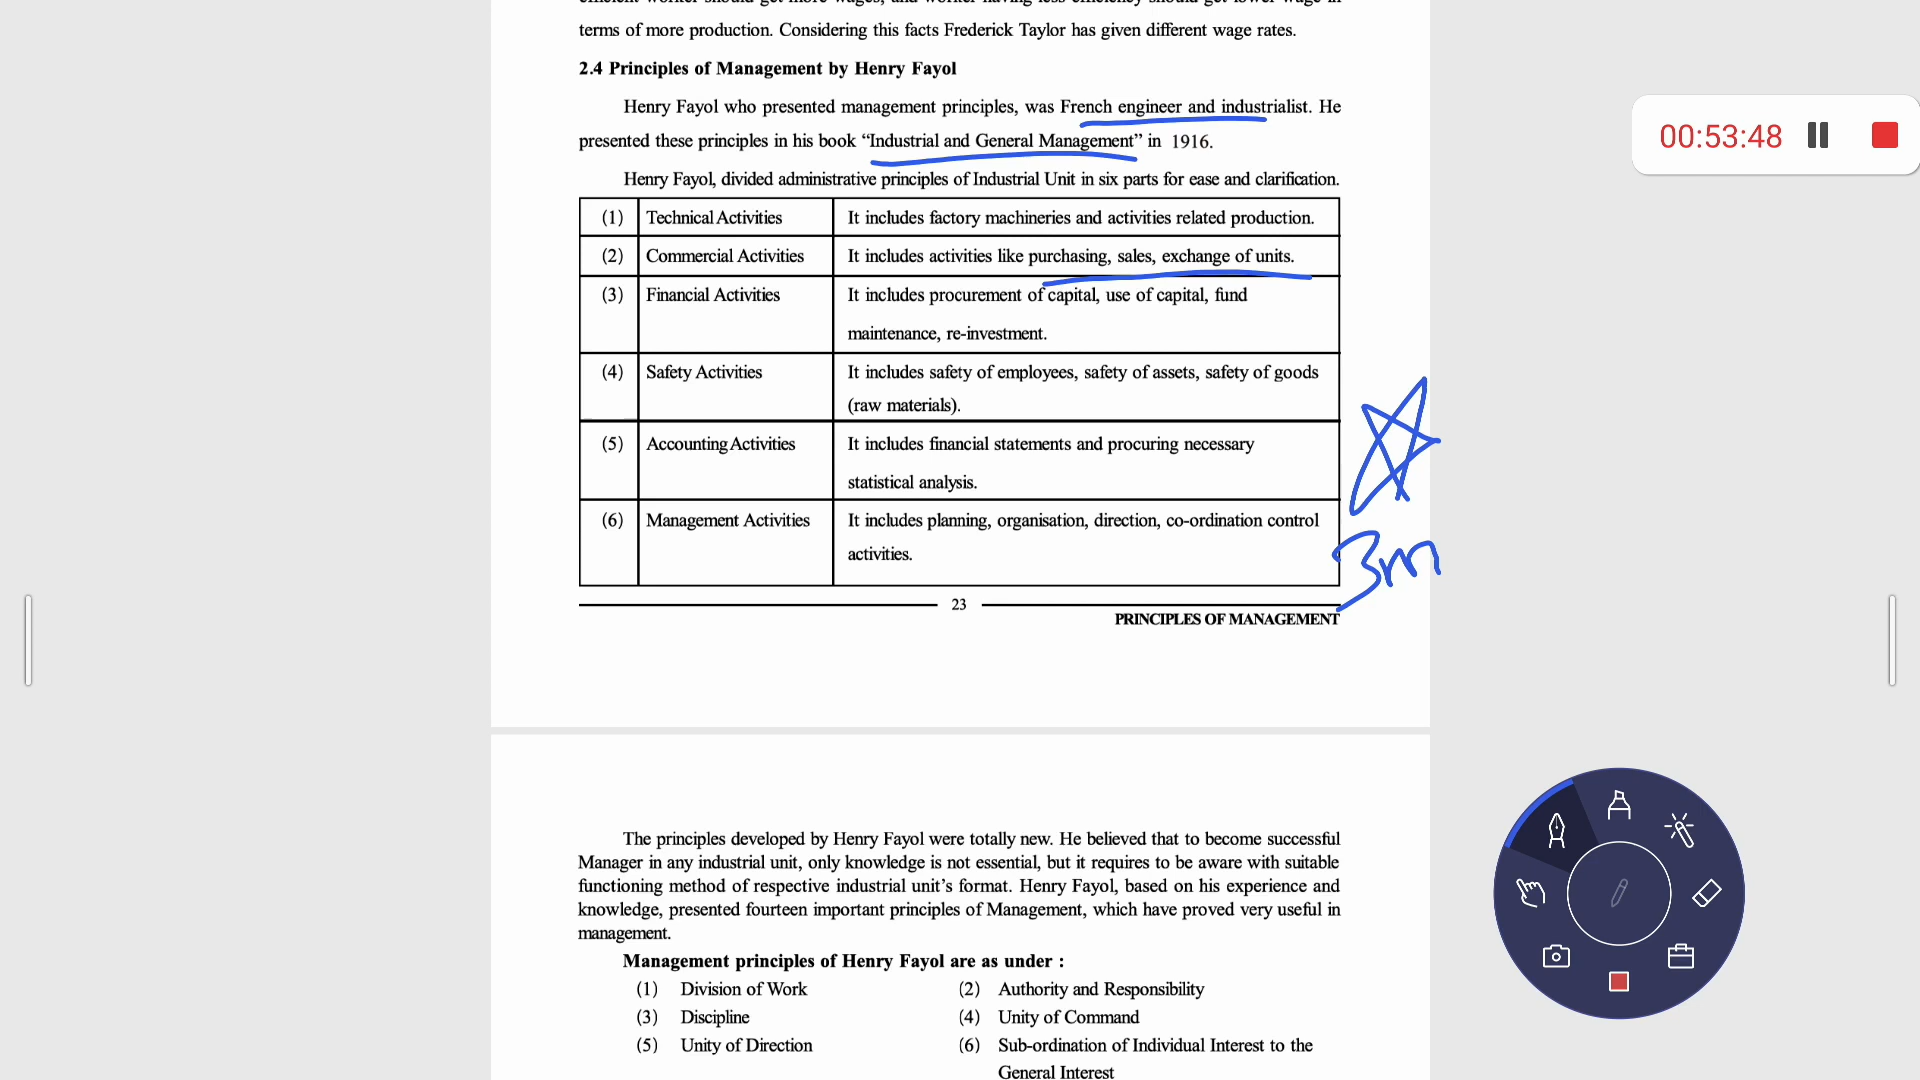 terms of more production. Considering this facts Frederick Taylor has given different wage rates.
2.4 Principles of Management by Henry Fayol
Henry Fayol who presented management principles, was French engineer and industrialist. He
presented these principles in his book “Industrial and General Management” in 1916.
Henry Fayol, divided administrative principles of Industrial Unit in six parts for ease and clarification.
(1) Technical Activities It includes factory machineries and activities related production.
(2) Commercial Activities It includes activities like purchasing, sales, exchange of units.
(3) Financial Activities It includes procurement of capital, use of capital, fund
maintenance, re-investment.
(4) Safety Activities It includes safety of employees, safety of assets, safety of goods
(raw materials).
(5) Accounting Activities It includes financial statements and procuring necessary
statistical analysis.
(6) Management Activities It includes planning, organisation, direction, co-ordination control
activities.
3m
23
PRINCIPLES OF MANAGEMENT
00:53:48
The principles developed by Henry Fayol were totally new. He believed that to become successful
Manager in any industrial unit, only knowledge is not essential, but it requires to be aware with suitable
functioning method of respective industrial unit’s format. Henry Fayol, based on his experience and
knowledge, presented fourteen important principles of Management, which have proved very useful in
management.
Management principles of Henry Fayol are as under :
(1) Division of Work (2) Authority and Responsibility
(3) Discipline (4) Unity of Command
(5) Unity of Direction (6) Sub-ordination of Individual Interest to the
General Interest